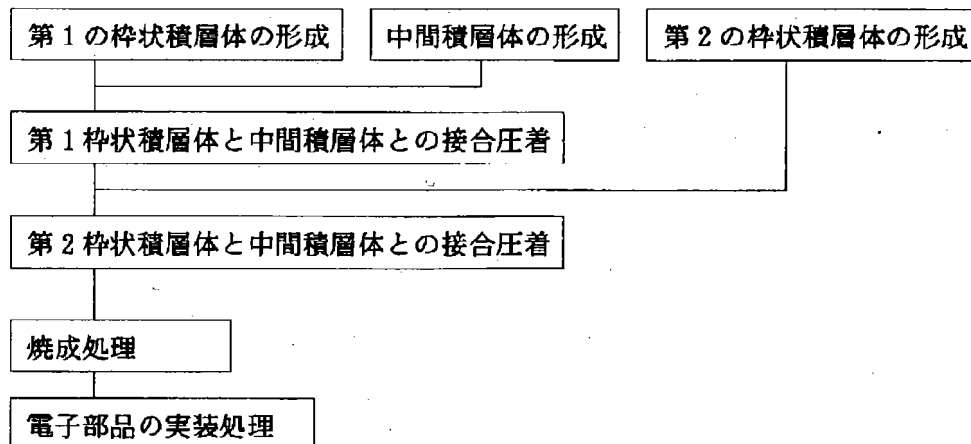 第1の枠状積層体の形成
中間積層体の形成
第2の枠状積層体の形成
第1枠状積層体と中間積層体との接合圧着
第2枠状積層体と中間積層体との接合圧着
焼成処理
電子部品の実装処理